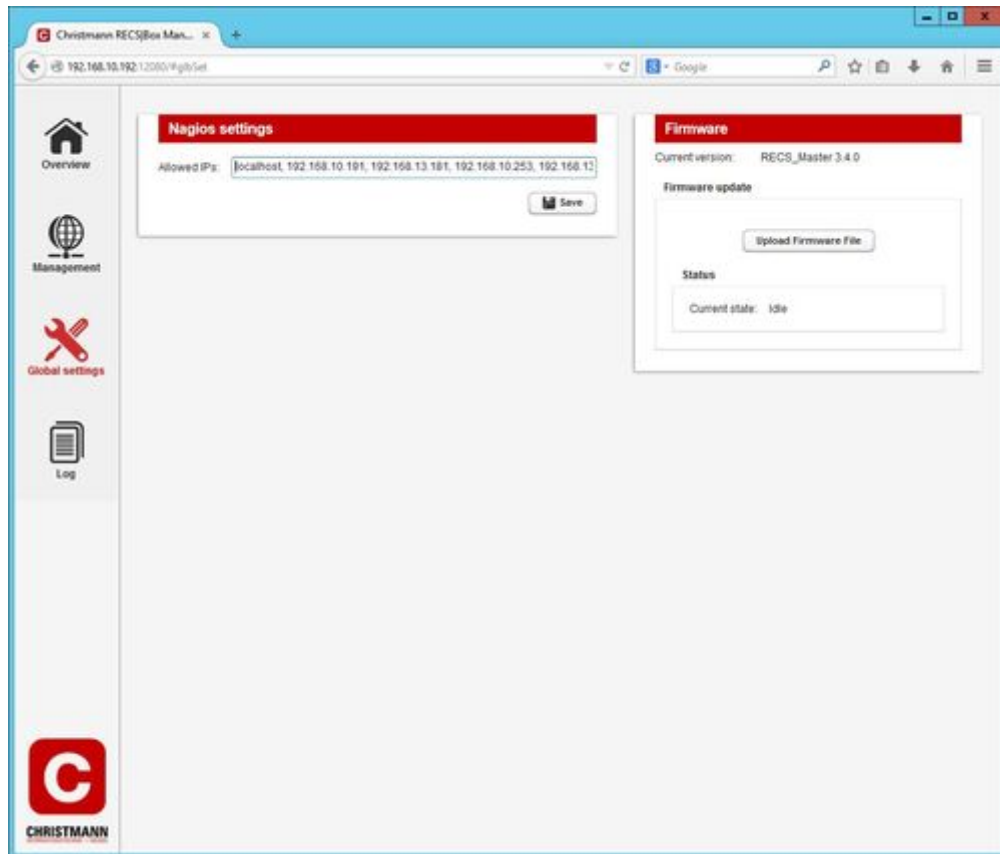 Christmann RECS|Box Man...
192.168.10.192:12080/#glbSet
Google
Overview
Management
Global settings
Log
Nagios settings
Allowed IPs: localhost, 192.168.10.191, 192.168.13.181, 192.168.10.253, 192.168.13
Save
Firmware
Current version: RECS_Master 3.4.0
Firmware update
Upload Firmware File
Status
Current state: Idle
C
CHRISTMANN